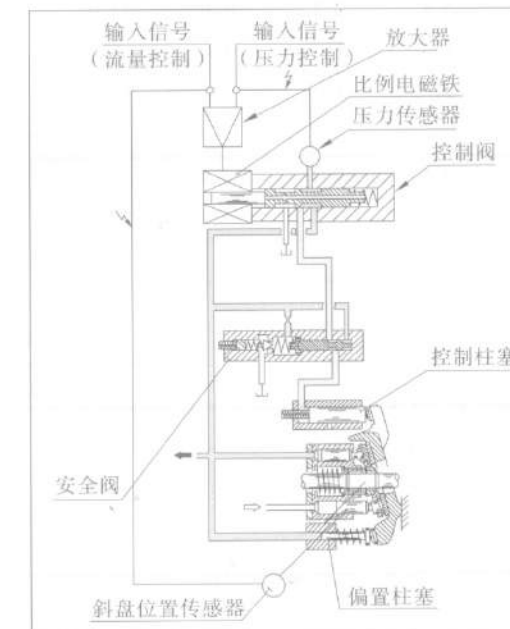 输入信号
(流量控制)
输入信号
(压力控制)
放大器
比例电磁铁
压力传感器
控制阀
控制柱塞
安全阀
斜盘位置传感器
偏置柱塞